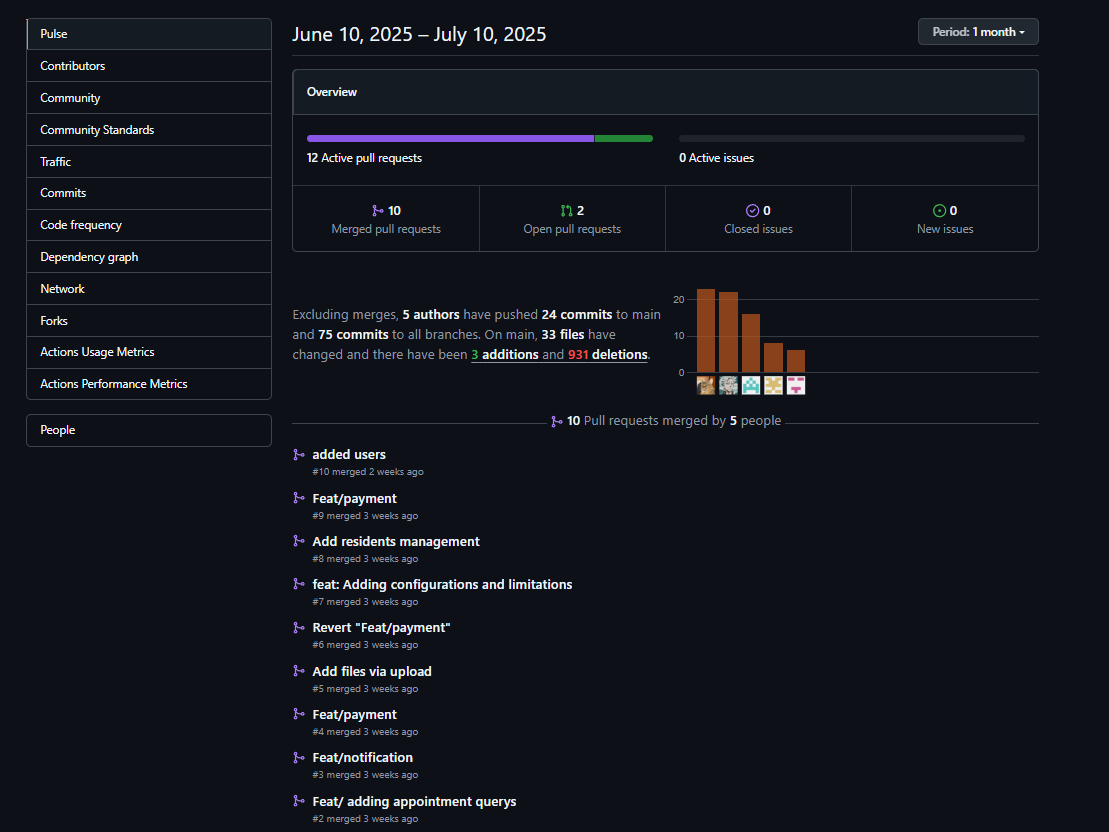 Pulse
Contributors
Community
Community Standards
Traffic
Commits
Code frequency
Dependency graph
Network
Forks
Actions Usage Metrics
Actions Performance Metrics
People
June 10, 2025 – July 10, 2025
Period: 1 month
Overview
12 Active pull requests
0 Active issues
10
Merged pull requests
2
Open pull requests
0
Closed issues
0
New issues
Excluding merges, 5 authors have pushed 24 commits to main
and 75 commits to all branches. On main, 33 files have
changed and there have been 3 additions and 931 deletions.
20
10
0
10 Pull requests merged by 5 people
added users
#10 merged 2 weeks ago
Feat/payment
#9 merged 3 weeks ago
Add residents management
#8 merged 3 weeks ago
feat: Adding configurations and limitations
#7 merged 3 weeks ago
Revert "Feat/payment"
#6 merged 3 weeks ago
Add files via upload
#5 merged 3 weeks ago
Feat/payment
#4 merged 3 weeks ago
Feat/notification
#3 merged 3 weeks ago
Feat/ adding appointment querys
#2 merged 3 weeks ago